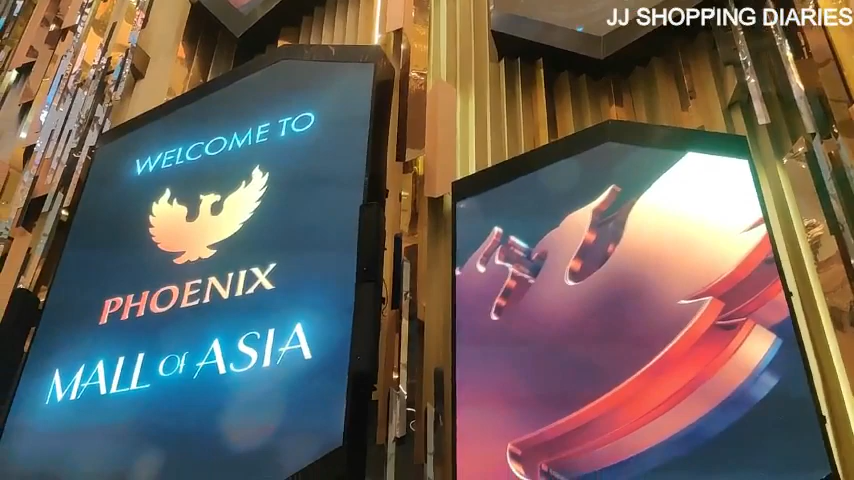 JJ SHOPPING DIARIES
WELCOME TO
PHOENIX
MALL OF ASIA